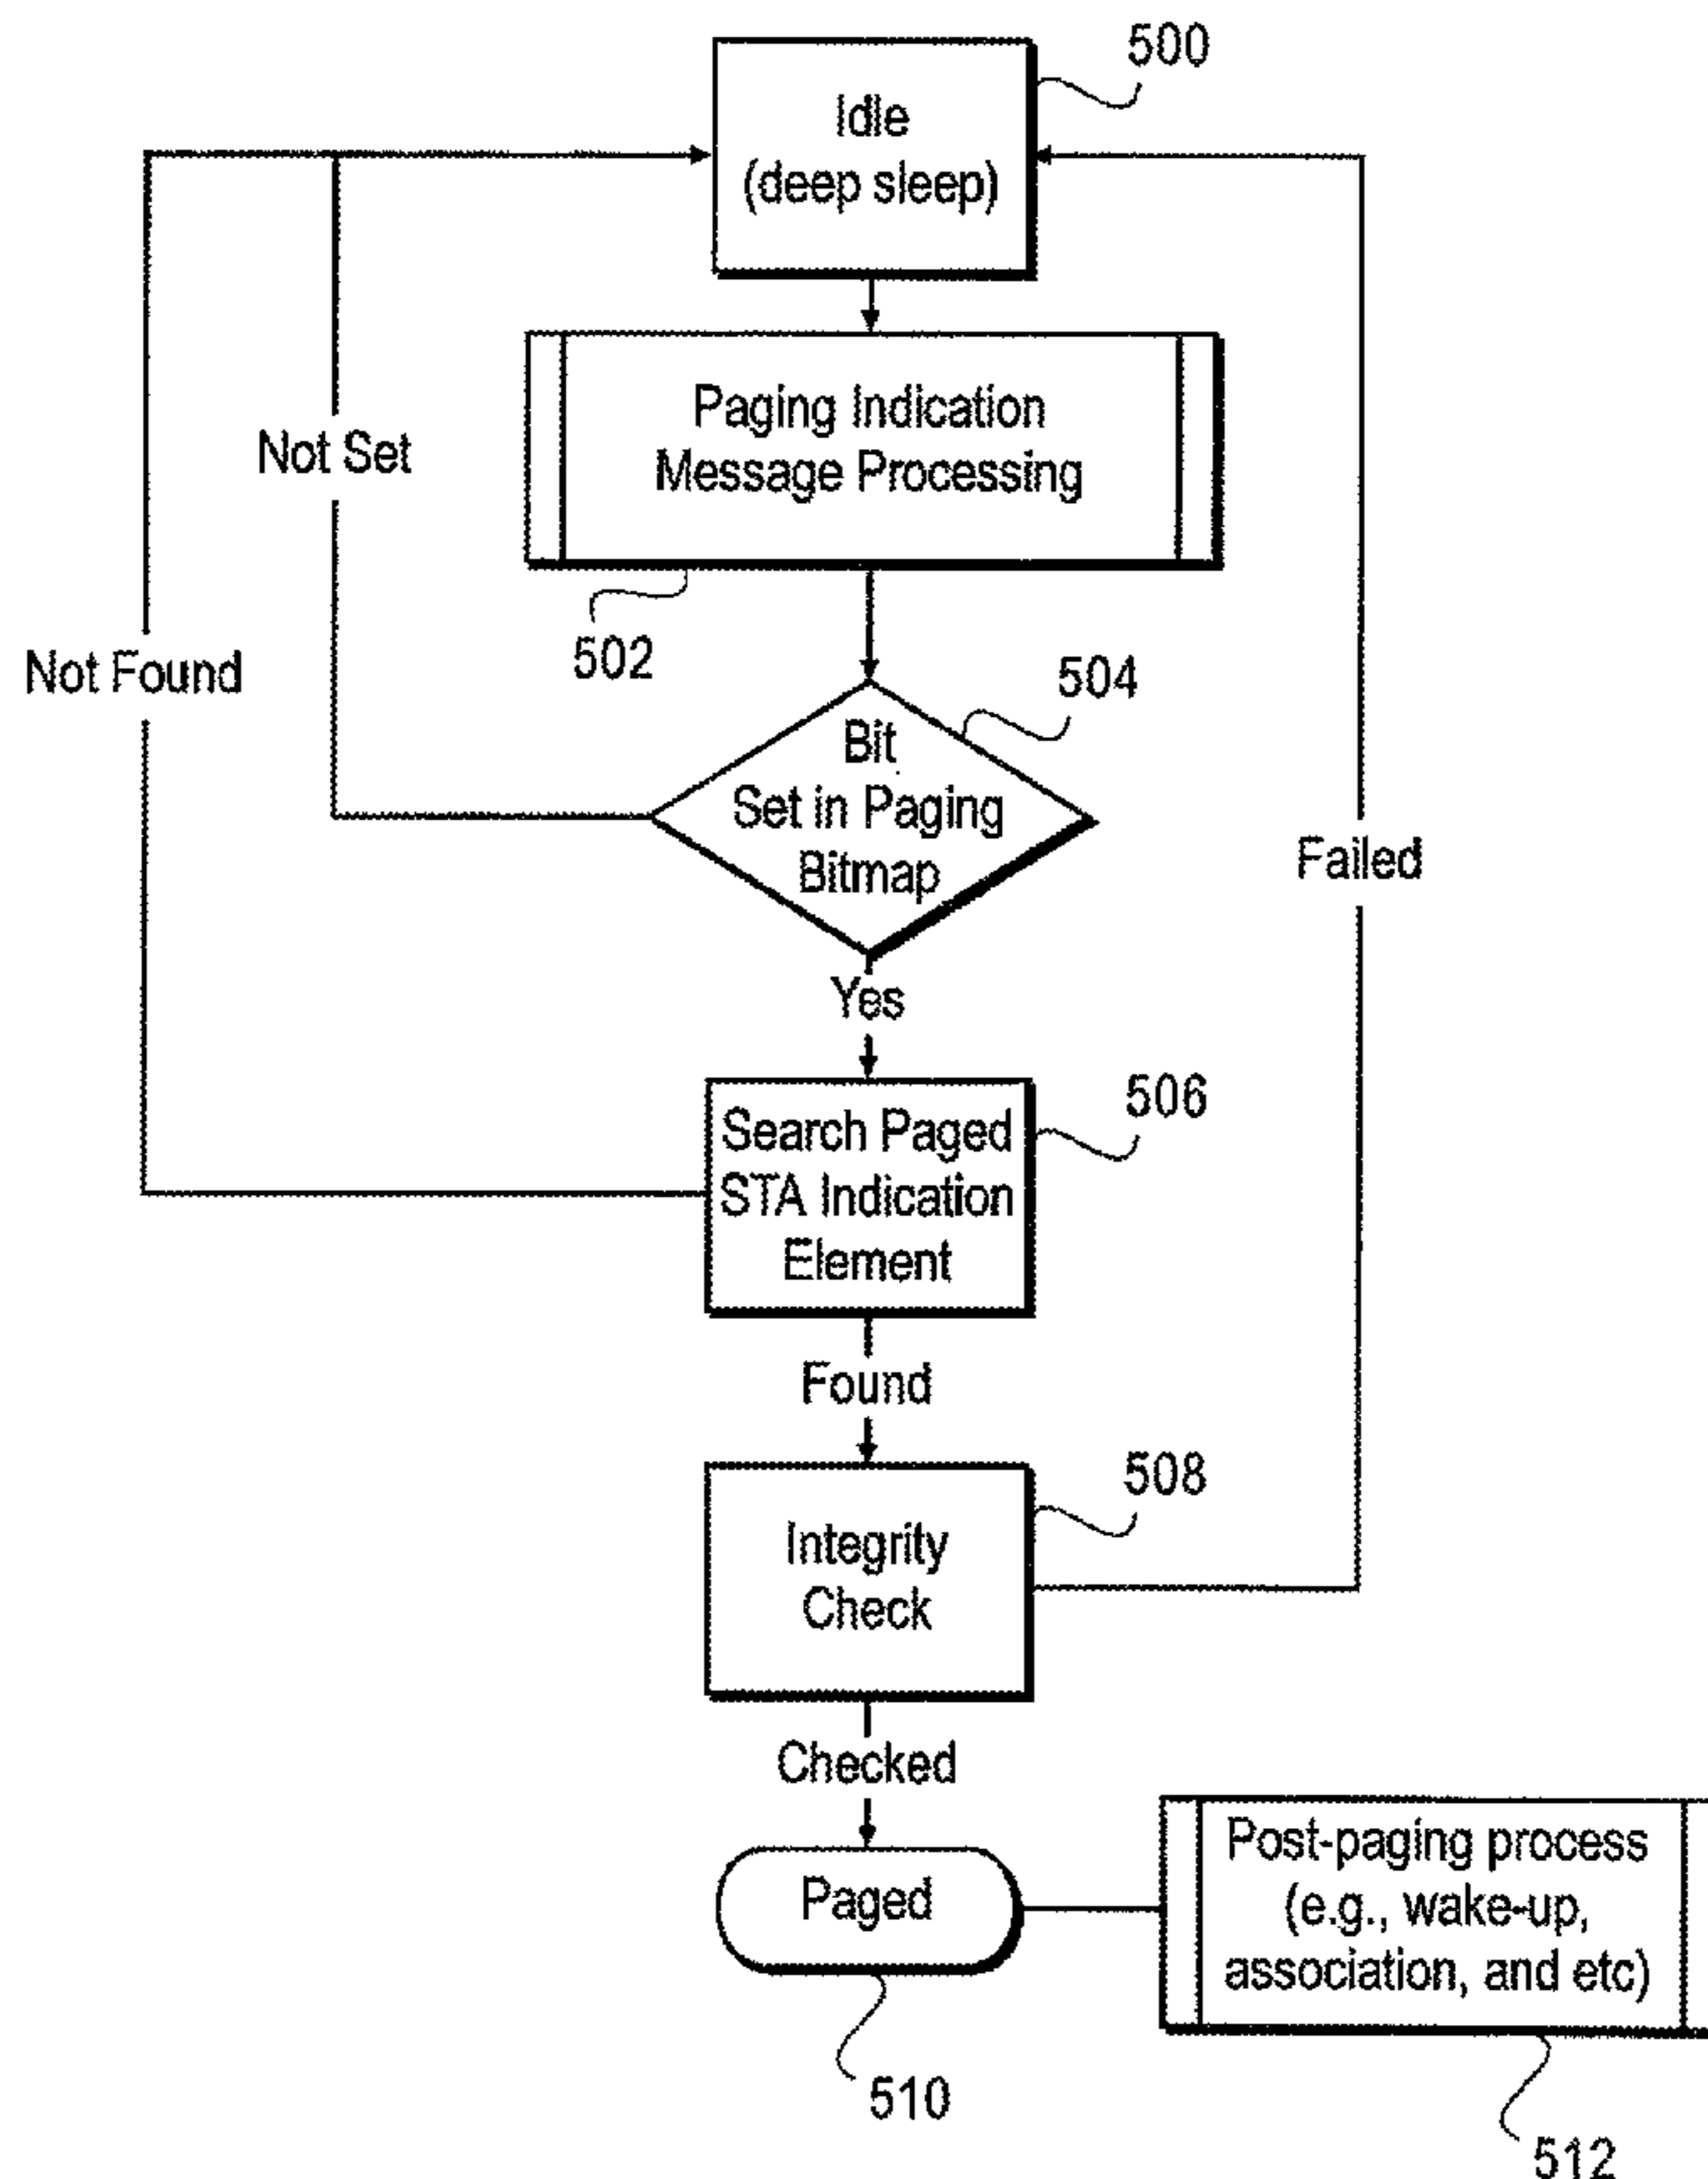 500
Idle
(deep sleep)
Paging Indication
Message Processing
Not Set
502
Not Found
504
Bit
Set in Paging
Bitmap
Failed
Yes
506
Search Paged
STA Indication
Element
Found
508
Integrity
Check
Checked
Paged
Post-paging process
(e.g., wake-up,
association, and etc)
510
512